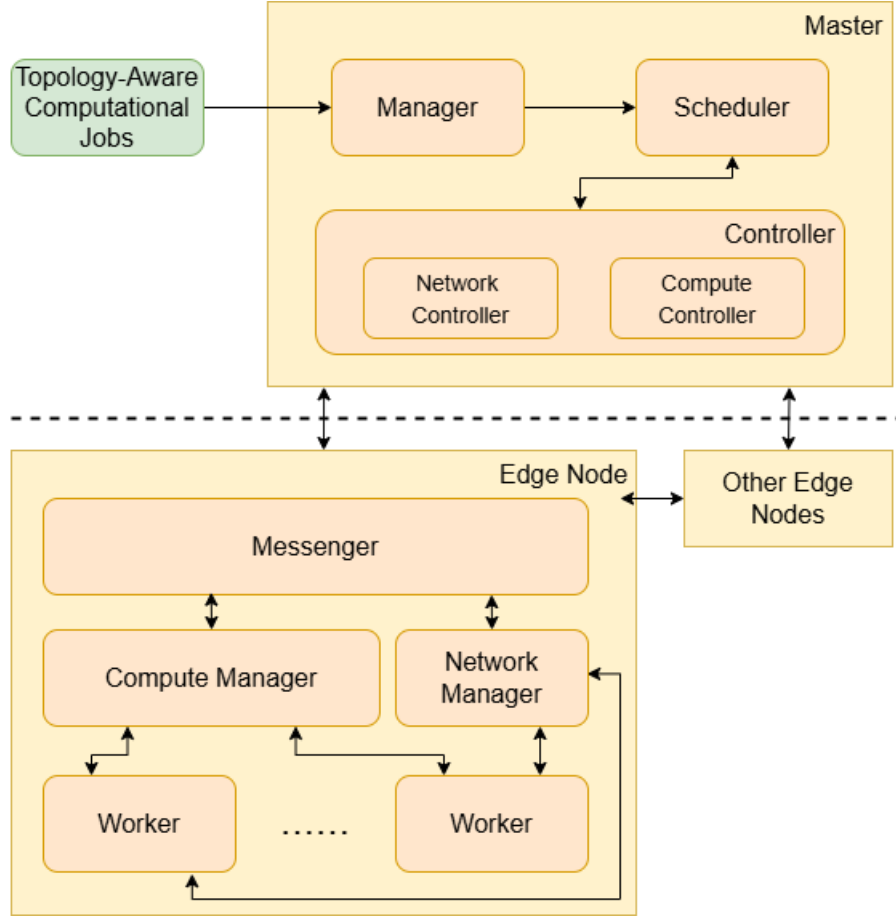 Master
Topology-Aware
Computational
Jobs
Manager
Scheduler
Controller
Network
Controller
Compute
Controller
Edge Node
Other Edge
Nodes
Messenger
Compute Manager
Network
Manager
Worker
......
Worker